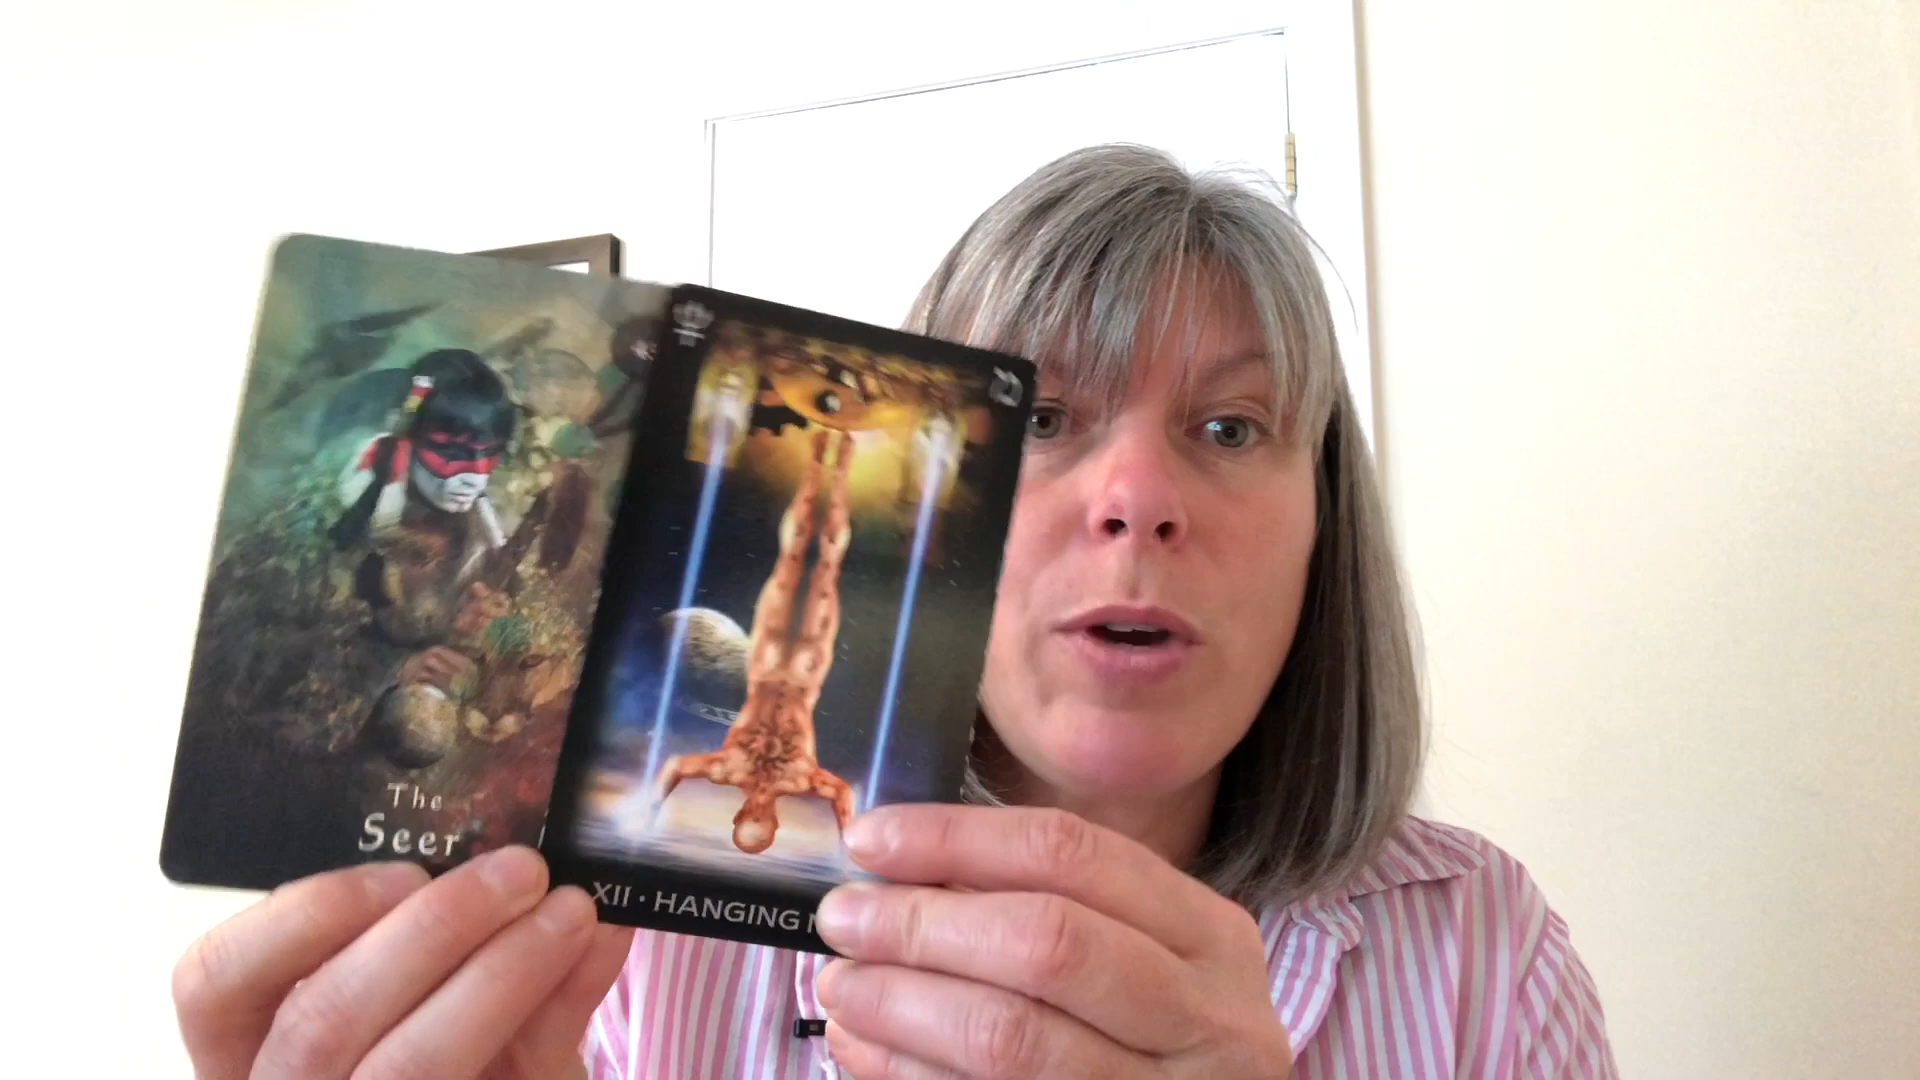 The
Seer
XII • HANGING